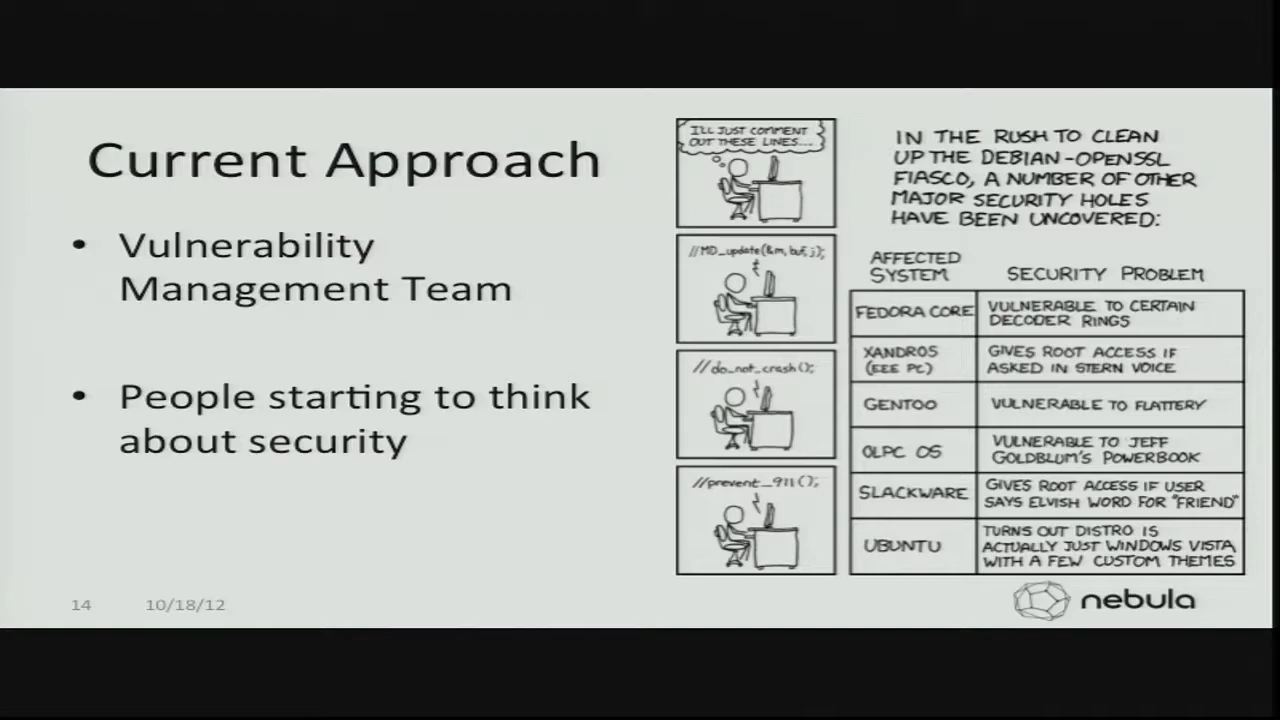 Current Approach
• Vulnerability
Management Team
• People starting to think
about security
14 10/18/12
I'LL JUST COMMENT
OUT THESE LINES...
//MD_update(&m, buf, j);
//do_not_crash();
//prevent_911();
IN THE RUSH TO CLEAN
UP THE DEBIAN-OPENSSL
FIASCO, A NUMBER OF OTHER
MAJOR SECURITY HOLES
HAVE BEEN UNCOVERED:
AFFECTED
SYSTEM
SECURITY PROBLEM
FEDORA CORE
VULNERABLE TO CERTAIN
DECODER RINGS
XANDROS
(EEE PC)
GIVES ROOT ACCESS IF
ASKED IN STERN VOICE
GENTOO
VULNERABLE TO FLATTERY
OLPC OS
VULNERABLE TO JEFF
GOLDBLUM'S POWERBOOK
SLACKWARE
GIVES ROOT ACCESS IF USER
SAYS ELVISH WORD FOR "FRIEND"
UBUNTU
TURNS OUT DISTRO IS
ACTUALLY JUST WINDOWS VISTA
WITH A FEW CUSTOM THEMES
nebula